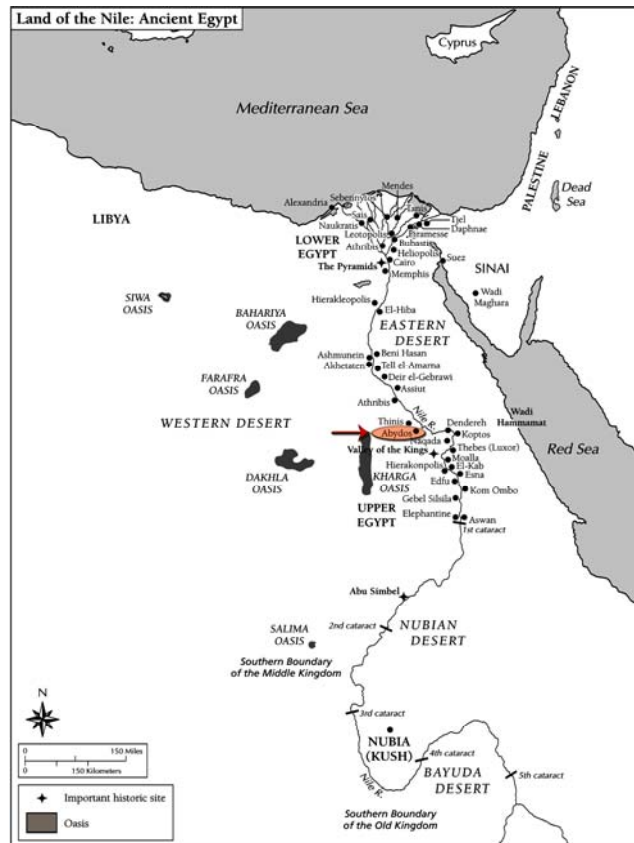 Land of the Nile: Ancient Egypt
Cyprus
Mediterranean Sea
LEBANON
PALESTINE
Dead
Sea
LIBYA
Mendes
Sebennytos
Alexandria
Tanis
Sais
Tjel
Naukratis
Daphnae
Leotopolis
Piramesse
LOWER
EGYPT
Bubastis
Athribis
Heliopolis
The Pyramids
Cairo
Suez
SINAI
Memphis
Wadi
Maghara
SIWA
OASIS
Hierakleopolis
El-Hiba
BAHARIYA
OASIS
EASTERN
DESERT
Ashmunein
Beni Hasan
Akhetaten
Tell el-Amarna
Deir el-Gebrawi
FARAFRA
OASIS
Assiut
Athribis
Nile R.
Wadi
Hammamat
WESTERN DESERT
Thinis
Dendereh
Abydos
Koptos
Naqada
Red Sea
Valley of the Kings
Thebes (Luxor)
Moalla
DAKHLA
OASIS
Hierakonpolis
El-Kab
KHARGA
OASIS
Esna
Edfu
Kom Ombo
Gebel Silsila
UPPER
EGYPT
Elephantine
Aswan
1st cataract
Abu Simbel
2nd cataract
NUBIAN
DESERT
SALIMA
OASIS
Southern Boundary
of the Middle Kingdom
N
3rd cataract
NUBIA
(KUSH)
4th cataract
0 150 Miles
0 150 Kilometers
BAYUDA
DESERT
5th cataract
Nile R.
Important historic site
Oasis
Southern Boundary
of the Old Kingdom